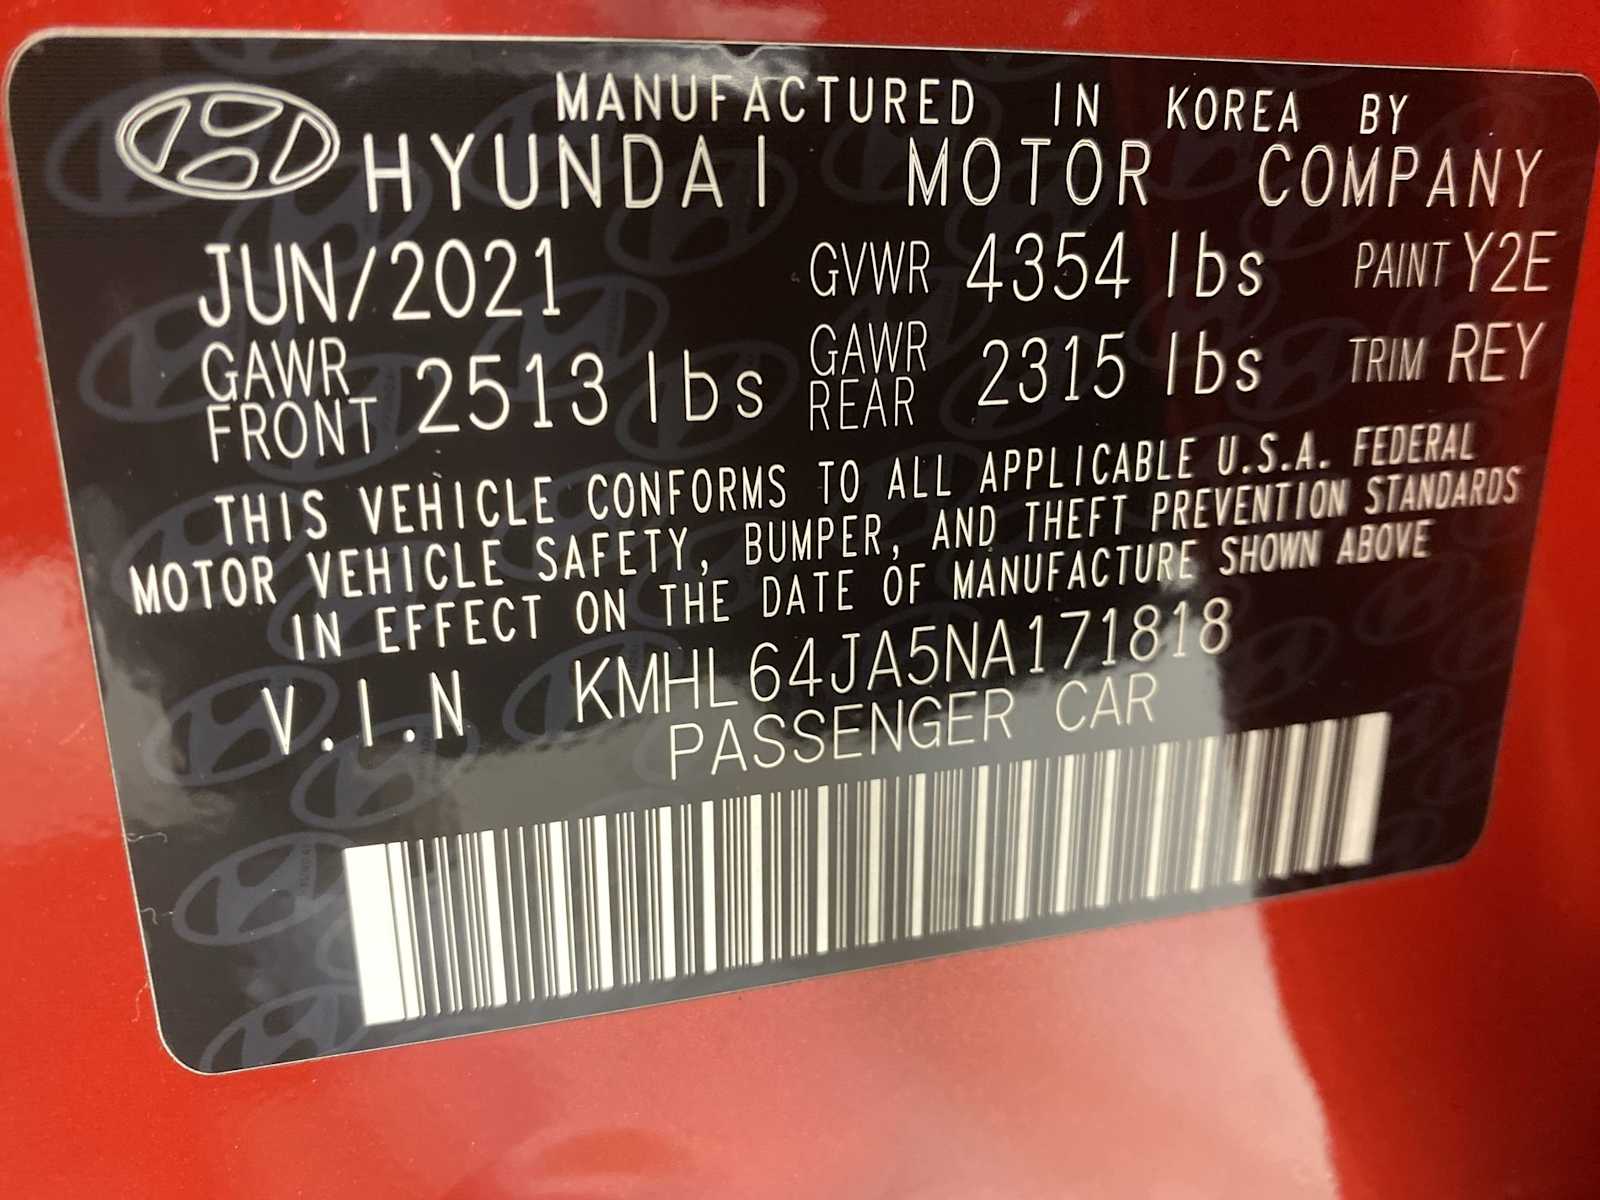 MANUFACTURED IN KOREA BY
HYUNDAI MOTOR COMPANY
JUN/2021 GVWR 4354 lbs PAINT Y2E
GAWR FRONT 2513 lbs GAWR REAR 2315 lbs TRIM REY
THIS VEHICLE CONFORMS TO ALL APPLICABLE U.S.A. FEDERAL
MOTOR VEHICLE SAFETY, BUMPER, AND THEFT PREVENTION STANDARDS
IN EFFECT ON THE DATE OF MANUFACTURE SHOWN ABOVE
V.I.N KMHL64JA5NA171818
PASSENGER CAR